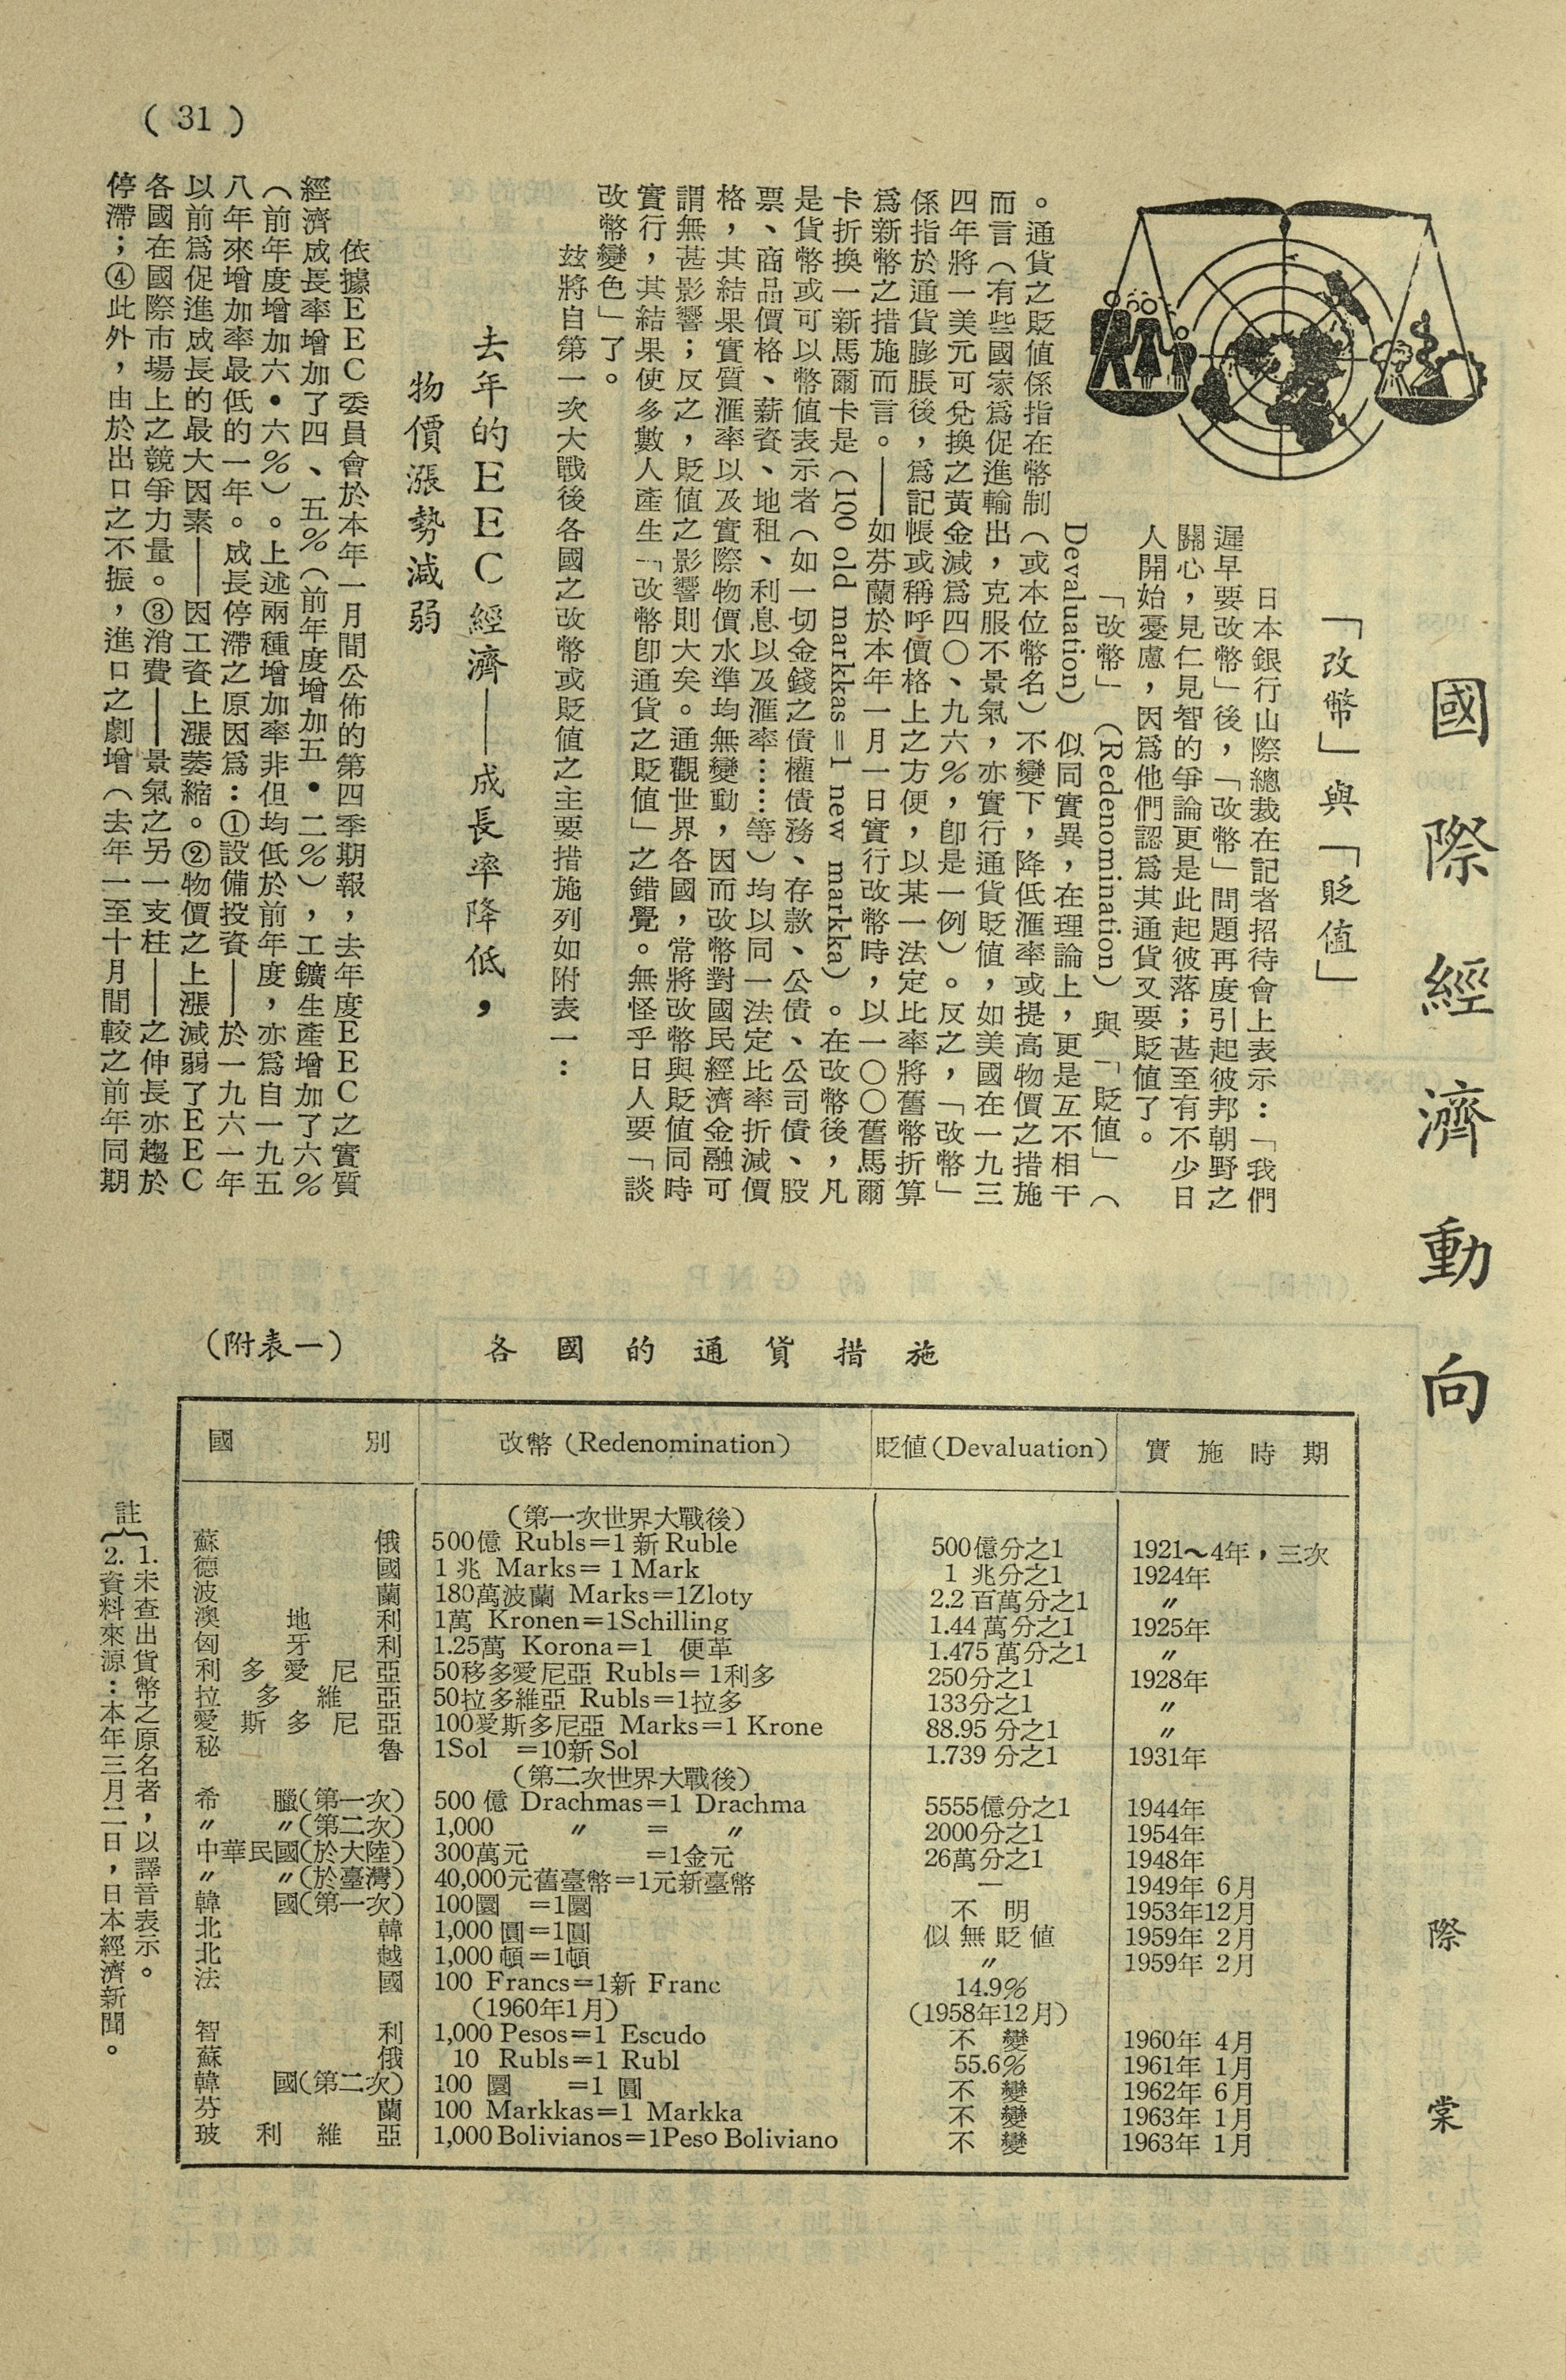 國際經濟動向
際棠
「改幣」與「貶值」
日本銀行山際總裁在記者招待會上表示：「我們
遲早要改幣」後，「改幣」問題再度引起彼邦朝野之
關心，見仁見智的爭論更是此起彼落；甚至有不少日
人開始憂慮，因爲他們認爲其通貨又要貶值了。
「改幣」（Redenomination）與「貶值」（
Devaluation）似同實異，在理論上，更是互不相干
。通貨之貶值係指在幣制（或本位幣名）不變下，降低滙率或提高物價之措施
而言（有些國家爲促進輸出，克服不景氣，亦實行通貨貶值，如美國在一九三
四年將一美元可兌換之黃金減爲四〇、九六％，卽是一例）。反之，「改幣」
係指於通貨膨脹後，爲記帳或稱呼價格上之方便，以某一法定比率將舊幣折算
爲新幣之措施而言。——如芬蘭於本年一月一日實行改幣時，以一〇〇舊馬爾
卡折換一新馬爾卡是（100 old markkas＝1 new markka）。在改幣後，凡
是貨幣或可以幣值表示者（如一切金錢之債權債務、存款、公債、公司債、股
票、商品價格、薪資、地租、利息以及滙率……等）均以同一法定比率折減價
格，其結果實質滙率以及實際物價水準均無變動，因而改幣對國民經濟金融可
謂無甚影響；反之，貶值之影響則大矣。通觀世界各國，常將改幣與貶值同時
實行，其結果使多數人產生「改幣卽通貨之貶值」之錯覺。無怪乎日人要「談
改幣變色」了。
玆將自第一次大戰後各國之改幣或貶值之主要措施列如附表一：
去年的ＥＥＣ經濟——成長率降低，
物價漲勢減弱
依據ＥＥＣ委員會於本年一月間公佈的第四季期報，去年度ＥＥＣ之實質
經濟成長率增加了四、五％（前年度增加五•二％），工鑛生產增加了六％
（前年度增加六•六％）。上述兩種增加率非但均低於前年度，亦爲自一九五
八年來增加率最低的一年。成長停滯之原因爲：①設備投資——於一九六一年
以前爲促進成長的最大因素——因工資上漲萎縮。②物價之上漲減弱了ＥＥＣ
各國在國際市場上之競爭力量。③消費——景氣之另一支柱——之伸長亦趨於
停滯；④此外，由於出口之不振，進口之劇增（去年一至十月間較之前年同期
( 31 )
（附表一） 各國的通貨措施
國別 改幣（Redenomination） 貶値（Devaluation） 實施時期
（第一次世界大戰後）
蘇俄 500億 Rubls＝1新 Ruble 500億分之1 1921～4年，三次
德國 1兆 Marks＝1 Mark 1 兆分之1 1924年
波蘭 180萬波蘭 Marks＝1Zloty 2.2 百萬分之1 〃
澳地利 1萬 Kronen＝1Schilling 1.44 萬分之1 1925年
匈牙利 1.25萬 Korona＝1 便革 1.475 萬分之1 〃
利多愛尼亞 50移多愛尼亞 Rubls＝1利多 250分之1 1928年
拉多維亞 50拉多維亞 Rubls＝1拉多 133分之1 〃
愛斯多尼亞 100愛斯多尼亞 Marks＝1 Krone 88.95 分之1 〃
秘魯 1Sol ＝10新 Sol 1.739 分之1 1931年
（第二次世界大戰後）
希臘（第一次） 500 億 Drachmas＝1 Drachma 5555億分之1 1944年
〃 〃（第二次） 1,000 〃 ＝ 〃 2000分之1 1954年
中華民國（於大陸） 300萬元 ＝1金元 26萬分之1 1948年
〃 〃（於臺灣） 40,000元舊臺幣＝1元新臺幣 — 1949年 6月
韓國（第一次） 100圜 ＝1圜 不明 1953年12月
北韓 1,000 圓＝1圓 似無貶値 1959年 2月
北越 1,000 頓＝1頓 〃 1959年 2月
法國 100 Francs＝1新 Franc 14.9％
（1960年1月） （1958年12月）
智利 1,000 Pesos＝1 Escudo 不變 1960年 4月
蘇俄 10 Rubls＝1 Rubl 55.6％ 1961年 1月
韓國（第二次） 100 圜 ＝1 圓 不變 1962年 6月
芬蘭 100 Markkas＝1 Markka 不變 1963年 1月
玻利維亞 1,000 Bolivianos＝1Peso Boliviano 不變 1963年 1月
註
1.未查出貨幣之原名者，以譯音表示。
2.資料來源：本年三月二日，日本經濟新聞。